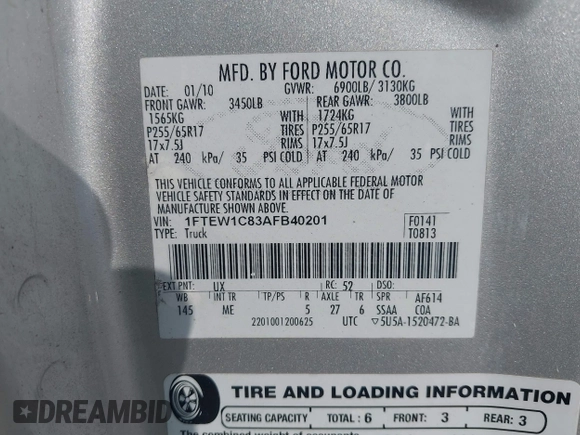 MFD. BY FORD MOTOR CO.
DATE: 01/10 GVWR: 6900LB/ 3130KG
FRONT GAWR: 3450LB REAR GAWR: 3800LB
1565KG WITH 1724KG WITH
P255/65R17 TIRES P255/65R17 TIRES
17x7.5J RIMS 17x7.5J RIMS
AT 240 kPa/ 35 PSI COLD AT 240 kPa/ 35 PSI COLD
THIS VEHICLE CONFORMS TO ALL APPLICABLE FEDERAL MOTOR
VEHICLE SAFETY STANDARDS IN EFFECT ON THE DATE OF
MANUFACTURE SHOWN ABOVE.
VIN: 1FTEW1C83AFB40201 F0141
TYPE: Truck T0813
EXT PNT: UX RC: 52 DSO:
WB INT TR TP/PS R AXLE TR SPR AF614
145 ME 5 27 6 SSAA COA
2201001200625 UTC ▽5U5A-1520472-BA
TIRE AND LOADING INFORMATION
SEATING CAPACITY TOTAL: 6 FRONT: 3 REAR: 3
The combined weight of occupants
DREAMBID